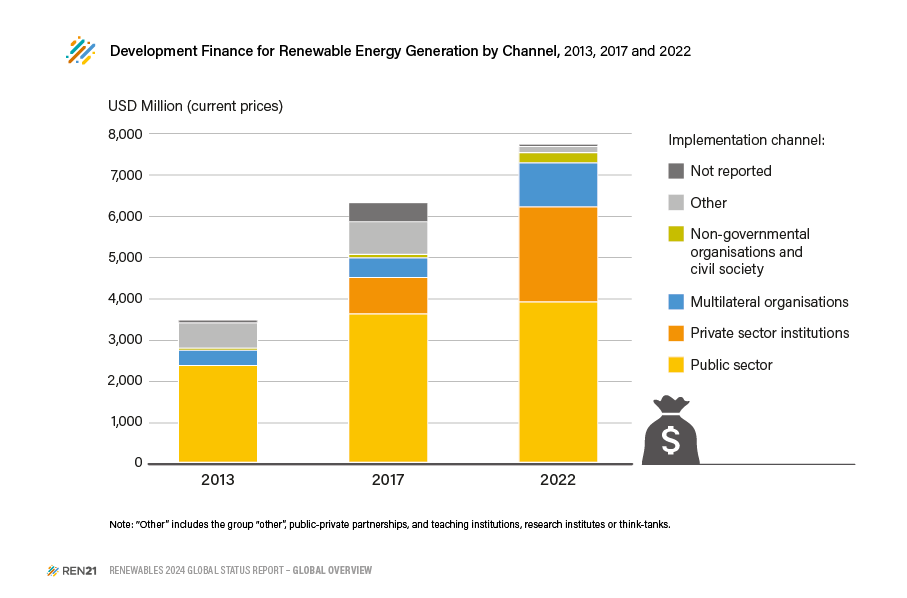 Development Finance for Renewable Energy Generation by Channel, 2013, 2017 and 2022
USD Million (current prices)
8,000
7,000
6,000
5,000
4,000
3,000
2,000
1,000
0
2013
2017
2022
Implementation channel:
Not reported
Other
Non-governmental
organisations and
civil society
Multilateral organisations
Private sector institutions
Public sector
$
Note: “Other” includes the group “other”, public-private partnerships, and teaching institutions, research institutes or think-tanks.
REN21 RENEWABLES 2024 GLOBAL STATUS REPORT – GLOBAL OVERVIEW